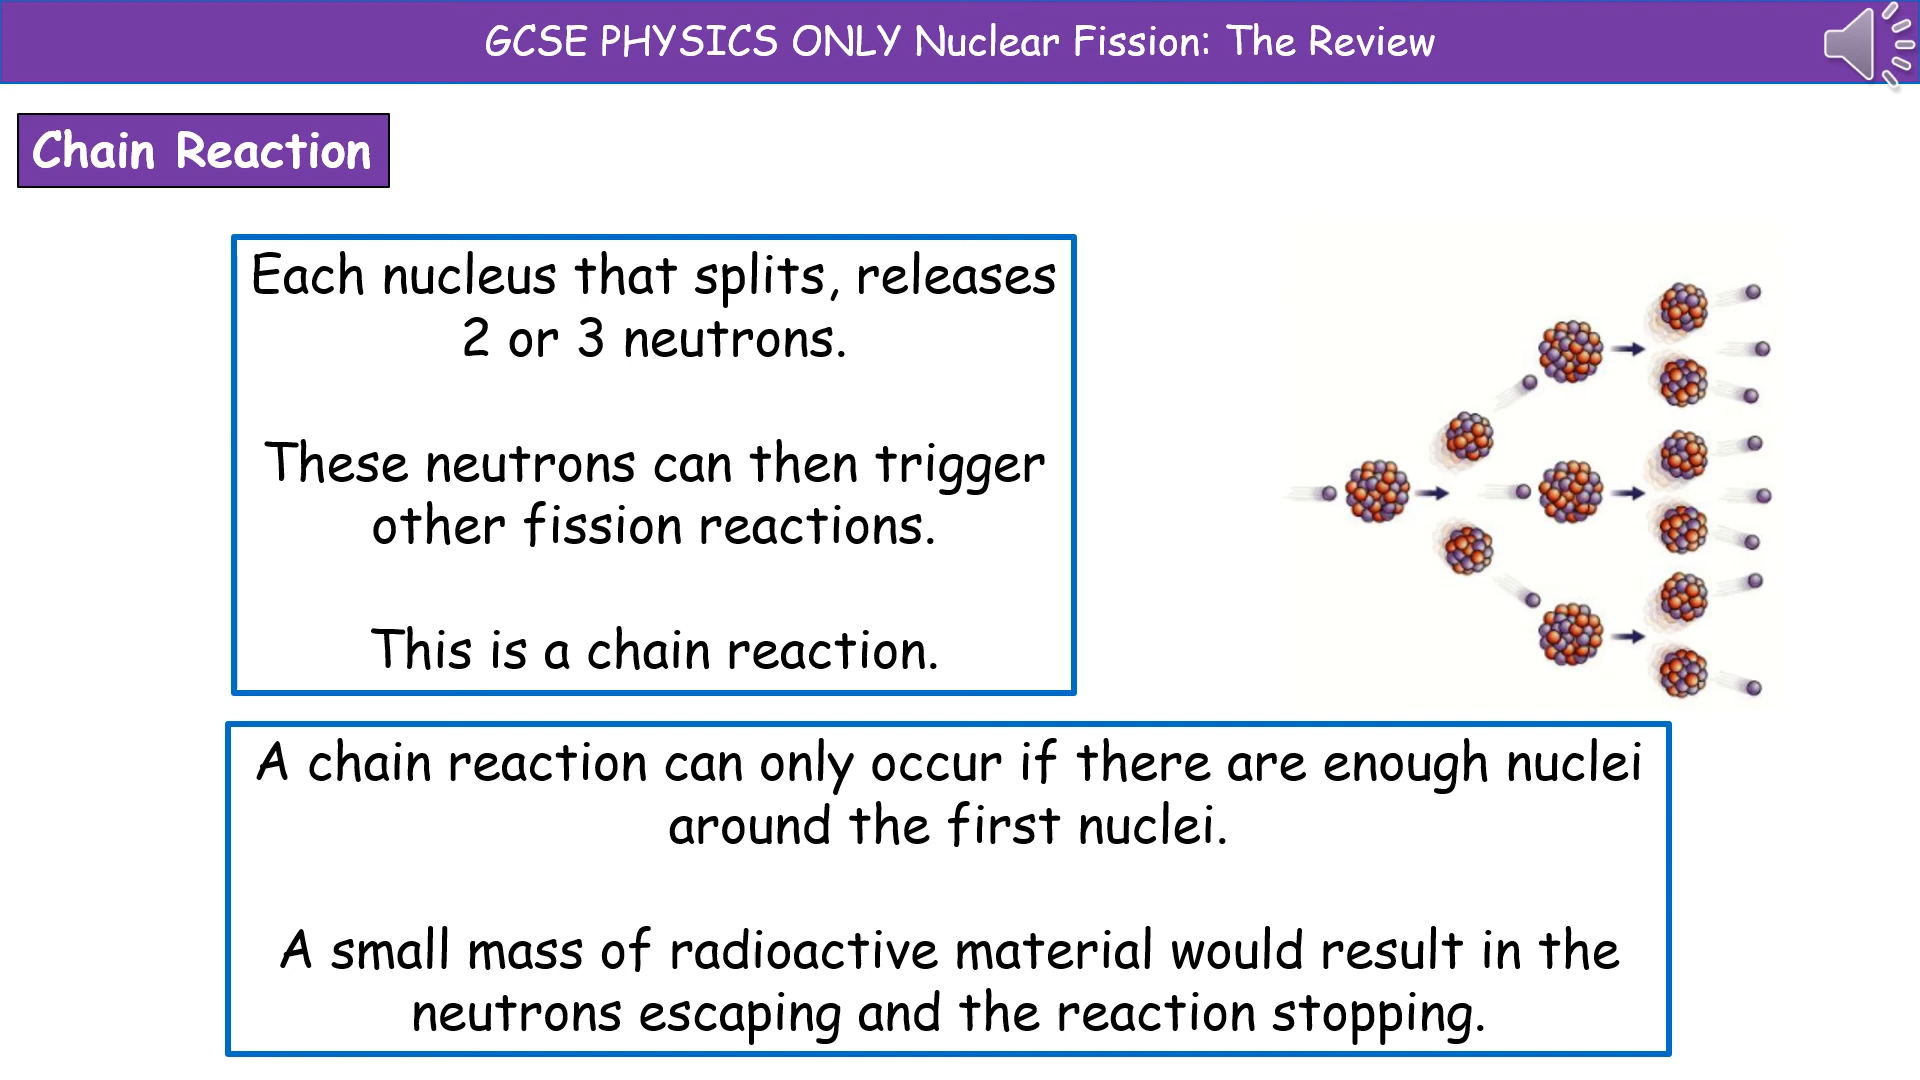 GCSE PHYSICS ONLY Nuclear Fission: The Review
Chain Reaction
Each nucleus that splits, releases
2 or 3 neutrons.
These neutrons can then trigger
other fission reactions.
This is a chain reaction.
A chain reaction can only occur if there are enough nuclei
around the first nuclei.
A small mass of radioactive material would result in the
neutrons escaping and the reaction stopping.